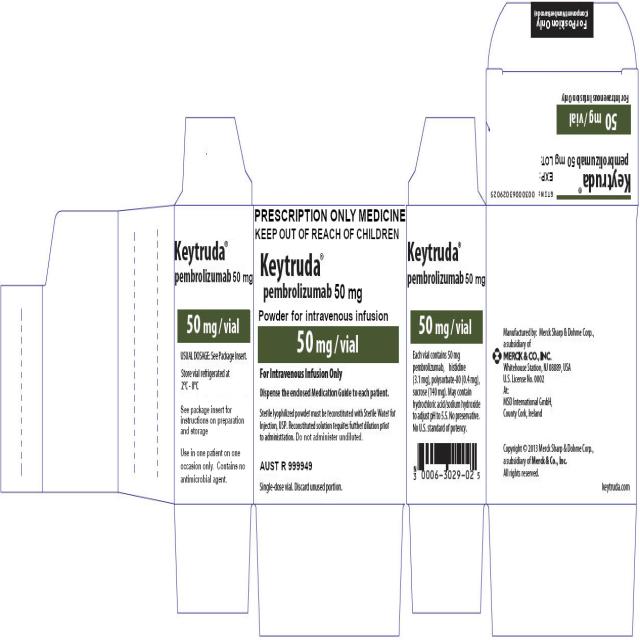 For Position Only
(Component Number Barcode)
For Intravenous Infusion Only
50 mg / vial
pembrolizumab 50 mg
Keytruda®
EXP:
LOT:
GTIN: 00300063029025
Keytruda®
pembrolizumab 50 mg
50 mg / vial
USUAL DOSAGE: See Package Insert.
Store vial refrigerated at
2°C - 8°C
See package insert for
instructions on preparation
and storage
Use in one patient on one
occasion only. Contains no
antimicrobial agent.
PRESCRIPTION ONLY MEDICINE
KEEP OUT OF REACH OF CHILDREN
Keytruda®
pembrolizumab 50 mg
Powder for intravenous infusion
50 mg / vial
For Intravenous Infusion Only
Dispense the enclosed Medication Guide to each patient.
Sterile lyophilized powder must be reconstituted with Sterile Water for
Injection, USP. Reconstituted solution requires further dilution prior
to administration. Do not administer undiluted.
AUST R 999949
Single-dose vial. Discard unused portion.
Keytruda®
pembrolizumab 50 mg
50 mg / vial
Each vial contains 50 mg
pembrolizumab, histidine
(3.1 mg), polysorbate-80 (0.4 mg),
sucrose (140 mg). May contain
hydrochloric acid/sodium hydroxide
to adjust pH to 5.5. No preservative.
No U.S. standard of potency.
N
3 0006-3029-02 5
Manufactured by: Merck Sharp & Dohme Corp.,
a subsidiary of
MERCK & CO., INC.
Whitehouse Station, NJ 08889, USA
U.S. License No. 0002
At:
MSD International GmbH,
County Cork, Ireland
Copyright © 2013 Merck Sharp & Dohme Corp.,
a subsidiary of Merck & Co., Inc.
All rights reserved.
keytruda.com